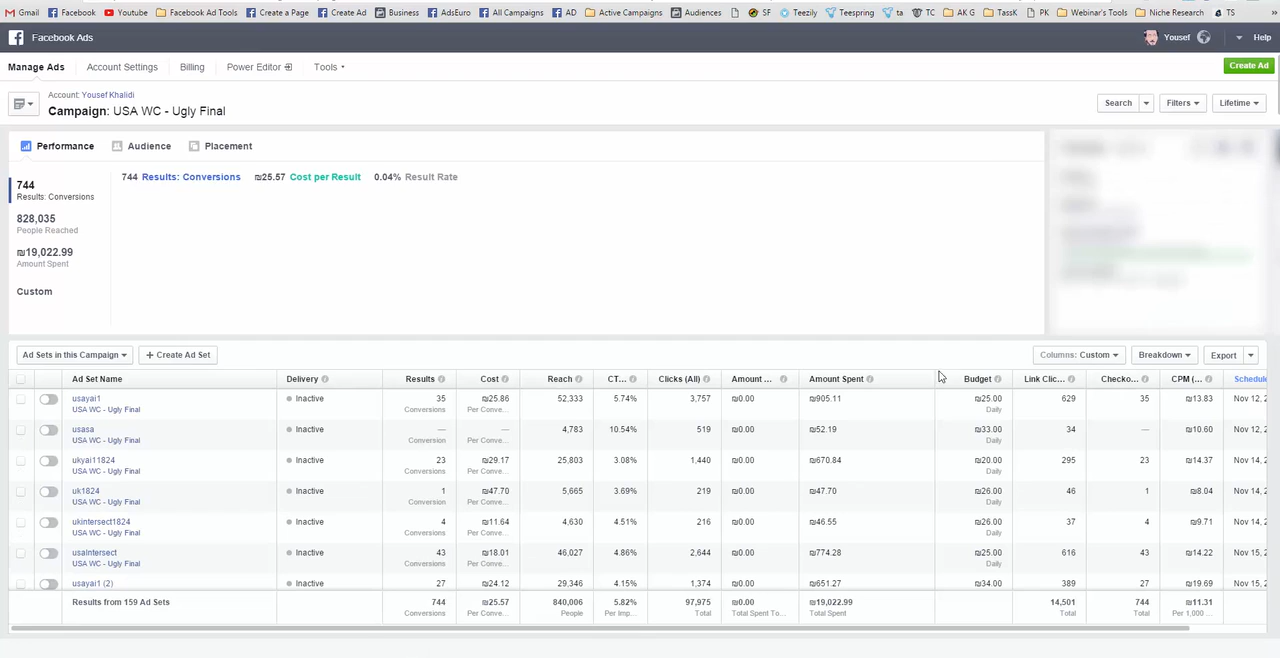 Gmail Facebook YouTube Facebook Ad Tools Create a Page Create Ad Business AdsEuro All Campaigns AD Active Campaigns Audiences SF Teezily Teespring ta TC AK G TassK PK Webinar's Tools Niche Research TS »
Facebook Ads Yousef Help
Manage Ads Account Settings Billing Power Editor Tools Create Ad
Account: Yousef Khalidi
Campaign: USA WC - Ugly Final Search Filters Lifetime
Performance Audience Placement
744 Results: Conversions ₪25.57 Cost per Result 0.04% Result Rate
744
Results: Conversions
828,035
People Reached
₪19,022.99
Amount Spent
Custom
Ad Sets in this Campaign + Create Ad Set Columns: Custom Breakdown Export
Ad Set Name Delivery Results Cost Reach CT... Clicks (All) Amount ... Amount Spent Budget Link Clic... Checko... CPM (... Schedule
usayai1 Inactive 35 ₪25.86 52,333 5.74% 3,757 ₪0.00 ₪905.11 ₪25.00 629 35 ₪13.83 Nov 12, 2
USA WC - Ugly Final Conversions Per Conve... Daily
usasa Inactive — — 4,783 10.54% 519 ₪0.00 ₪52.19 ₪33.00 34 — ₪10.60 Nov 12, 2
USA WC - Ugly Final Conversion Per Conve... Daily
ukyai11824 Inactive 23 ₪29.17 25,803 3.08% 1,440 ₪0.00 ₪670.84 ₪20.00 295 23 ₪14.37 Nov 14, 2
USA WC - Ugly Final Conversions Per Conve... Daily
uk1824 Inactive 1 ₪47.70 5,665 3.69% 219 ₪0.00 ₪47.70 ₪26.00 46 1 ₪8.04 Nov 14, 2
USA WC - Ugly Final Conversion Per Conve... Daily
ukintersect1824 Inactive 4 ₪11.64 4,630 4.51% 216 ₪0.00 ₪46.55 ₪26.00 37 4 ₪9.71 Nov 14, 2
USA WC - Ugly Final Conversions Per Conve... Daily
usaIntersect Inactive 43 ₪18.01 46,027 4.86% 2,644 ₪0.00 ₪774.28 ₪25.00 616 43 ₪14.22 Nov 15, 2
USA WC - Ugly Final Conversions Per Conve... Daily
usayai1 (2) Inactive 27 ₪24.12 29,346 4.15% 1,374 ₪0.00 ₪651.27 ₪34.00 389 27 ₪19.69 Nov 15, 2
Results from 159 Ad Sets 744 ₪25.57 840,006 5.82% 97,975 ₪0.00 ₪19,022.99 14,501 744 ₪11.31
Conversions Per Conve... People Per Imp... Total Total Spent To... Total Spent Total Total Per 1,000 ...